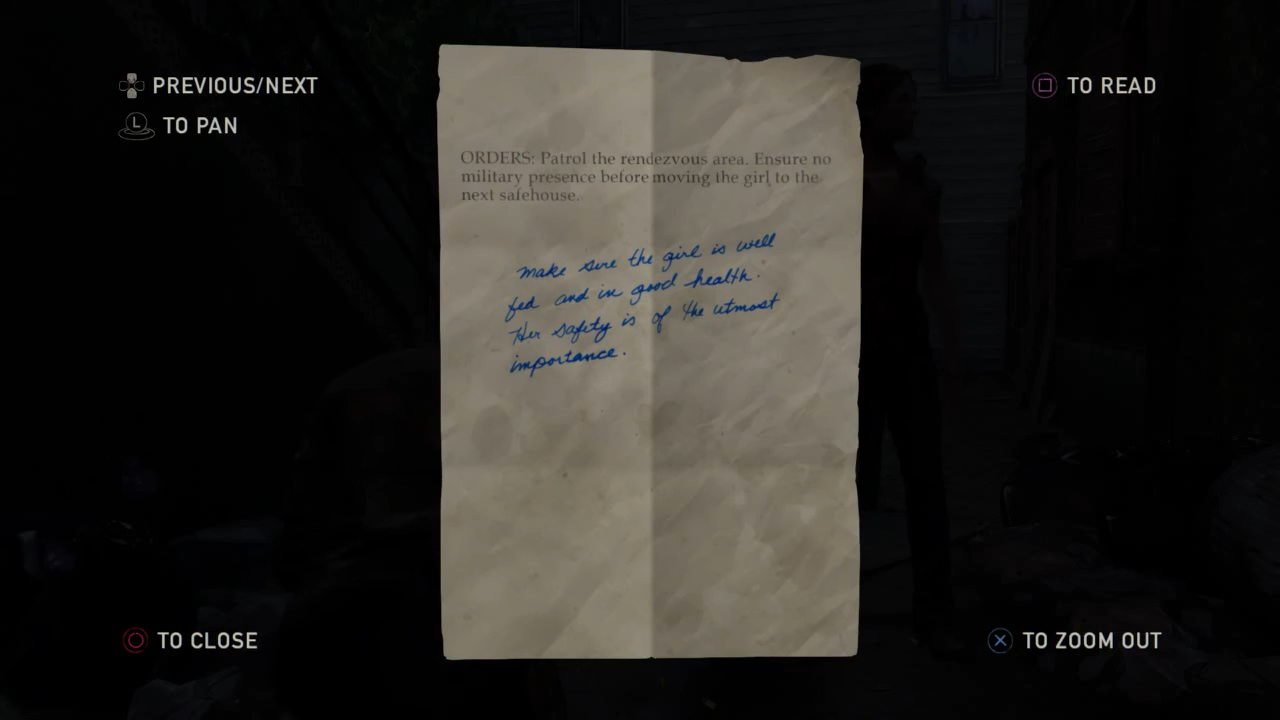 PREVIOUS/NEXT
L TO PAN
TO READ
ORDERS: Patrol the rendezvous area. Ensure no
military presence before moving the girl to the
next safehouse.
Make sure the girl is well
fed and in good health.
Her safety is of the utmost
importance.
TO CLOSE
TO ZOOM OUT